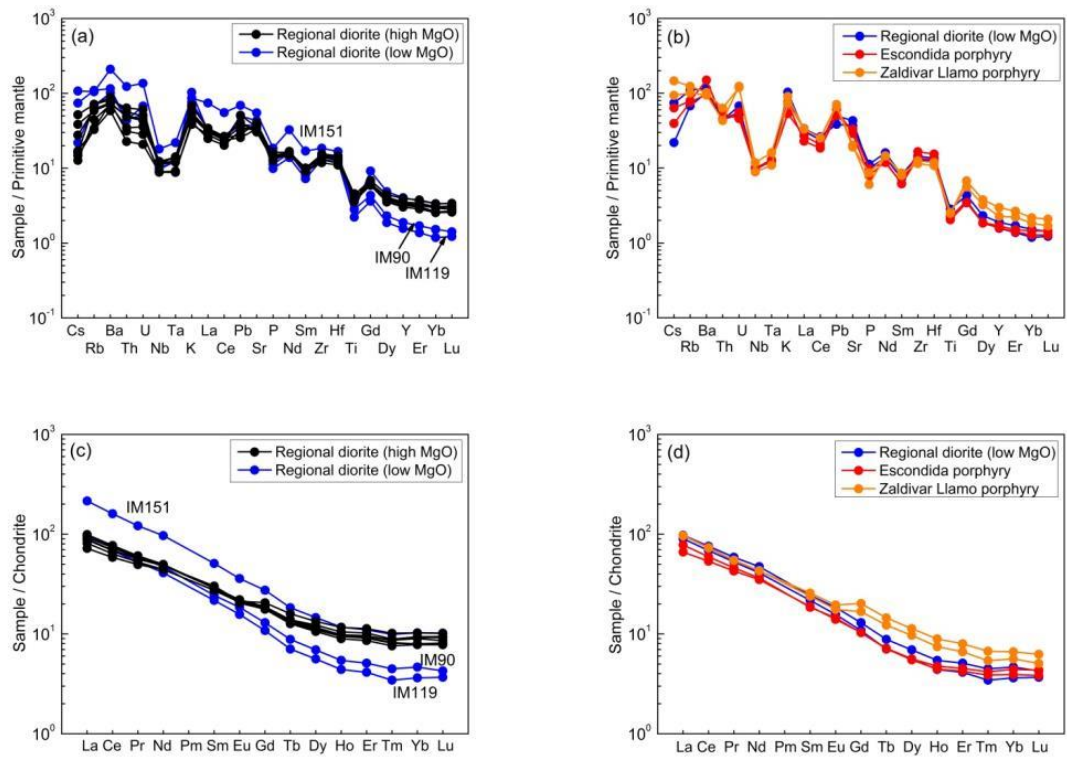 (a)
Regional diorite (high MgO)
Regional diorite (low MgO)
10³
10²
10¹
10⁰
10⁻¹
Sample / Primitive mantle
IM151
IM90
IM119
Cs Ba U Ta La Pb P Sm Hf Gd Y Yb
Rb Th Nb K Ce Sr Nd Zr Ti Dy Er Lu
(b)
Regional diorite (low MgO)
Escondida porphyry
Zaldivar Llamo porphyry
10³
10²
10¹
10⁰
10⁻¹
Sample / Primitive mantle
Cs Ba U Ta La Pb P Sm Hf Gd Y Yb
Rb Th Nb K Ce Sr Nd Zr Ti Dy Er Lu
(c)
Regional diorite (high MgO)
Regional diorite (low MgO)
10³
10²
10¹
10⁰
Sample / Chondrite
IM151
IM90
IM119
La Ce Pr Nd Pm Sm Eu Gd Tb Dy Ho Er Tm Yb Lu
(d)
Regional diorite (low MgO)
Escondida porphyry
Zaldivar Llamo porphyry
10³
10²
10¹
10⁰
Sample / Chondrite
La Ce Pr Nd Pm Sm Eu Gd Tb Dy Ho Er Tm Yb Lu